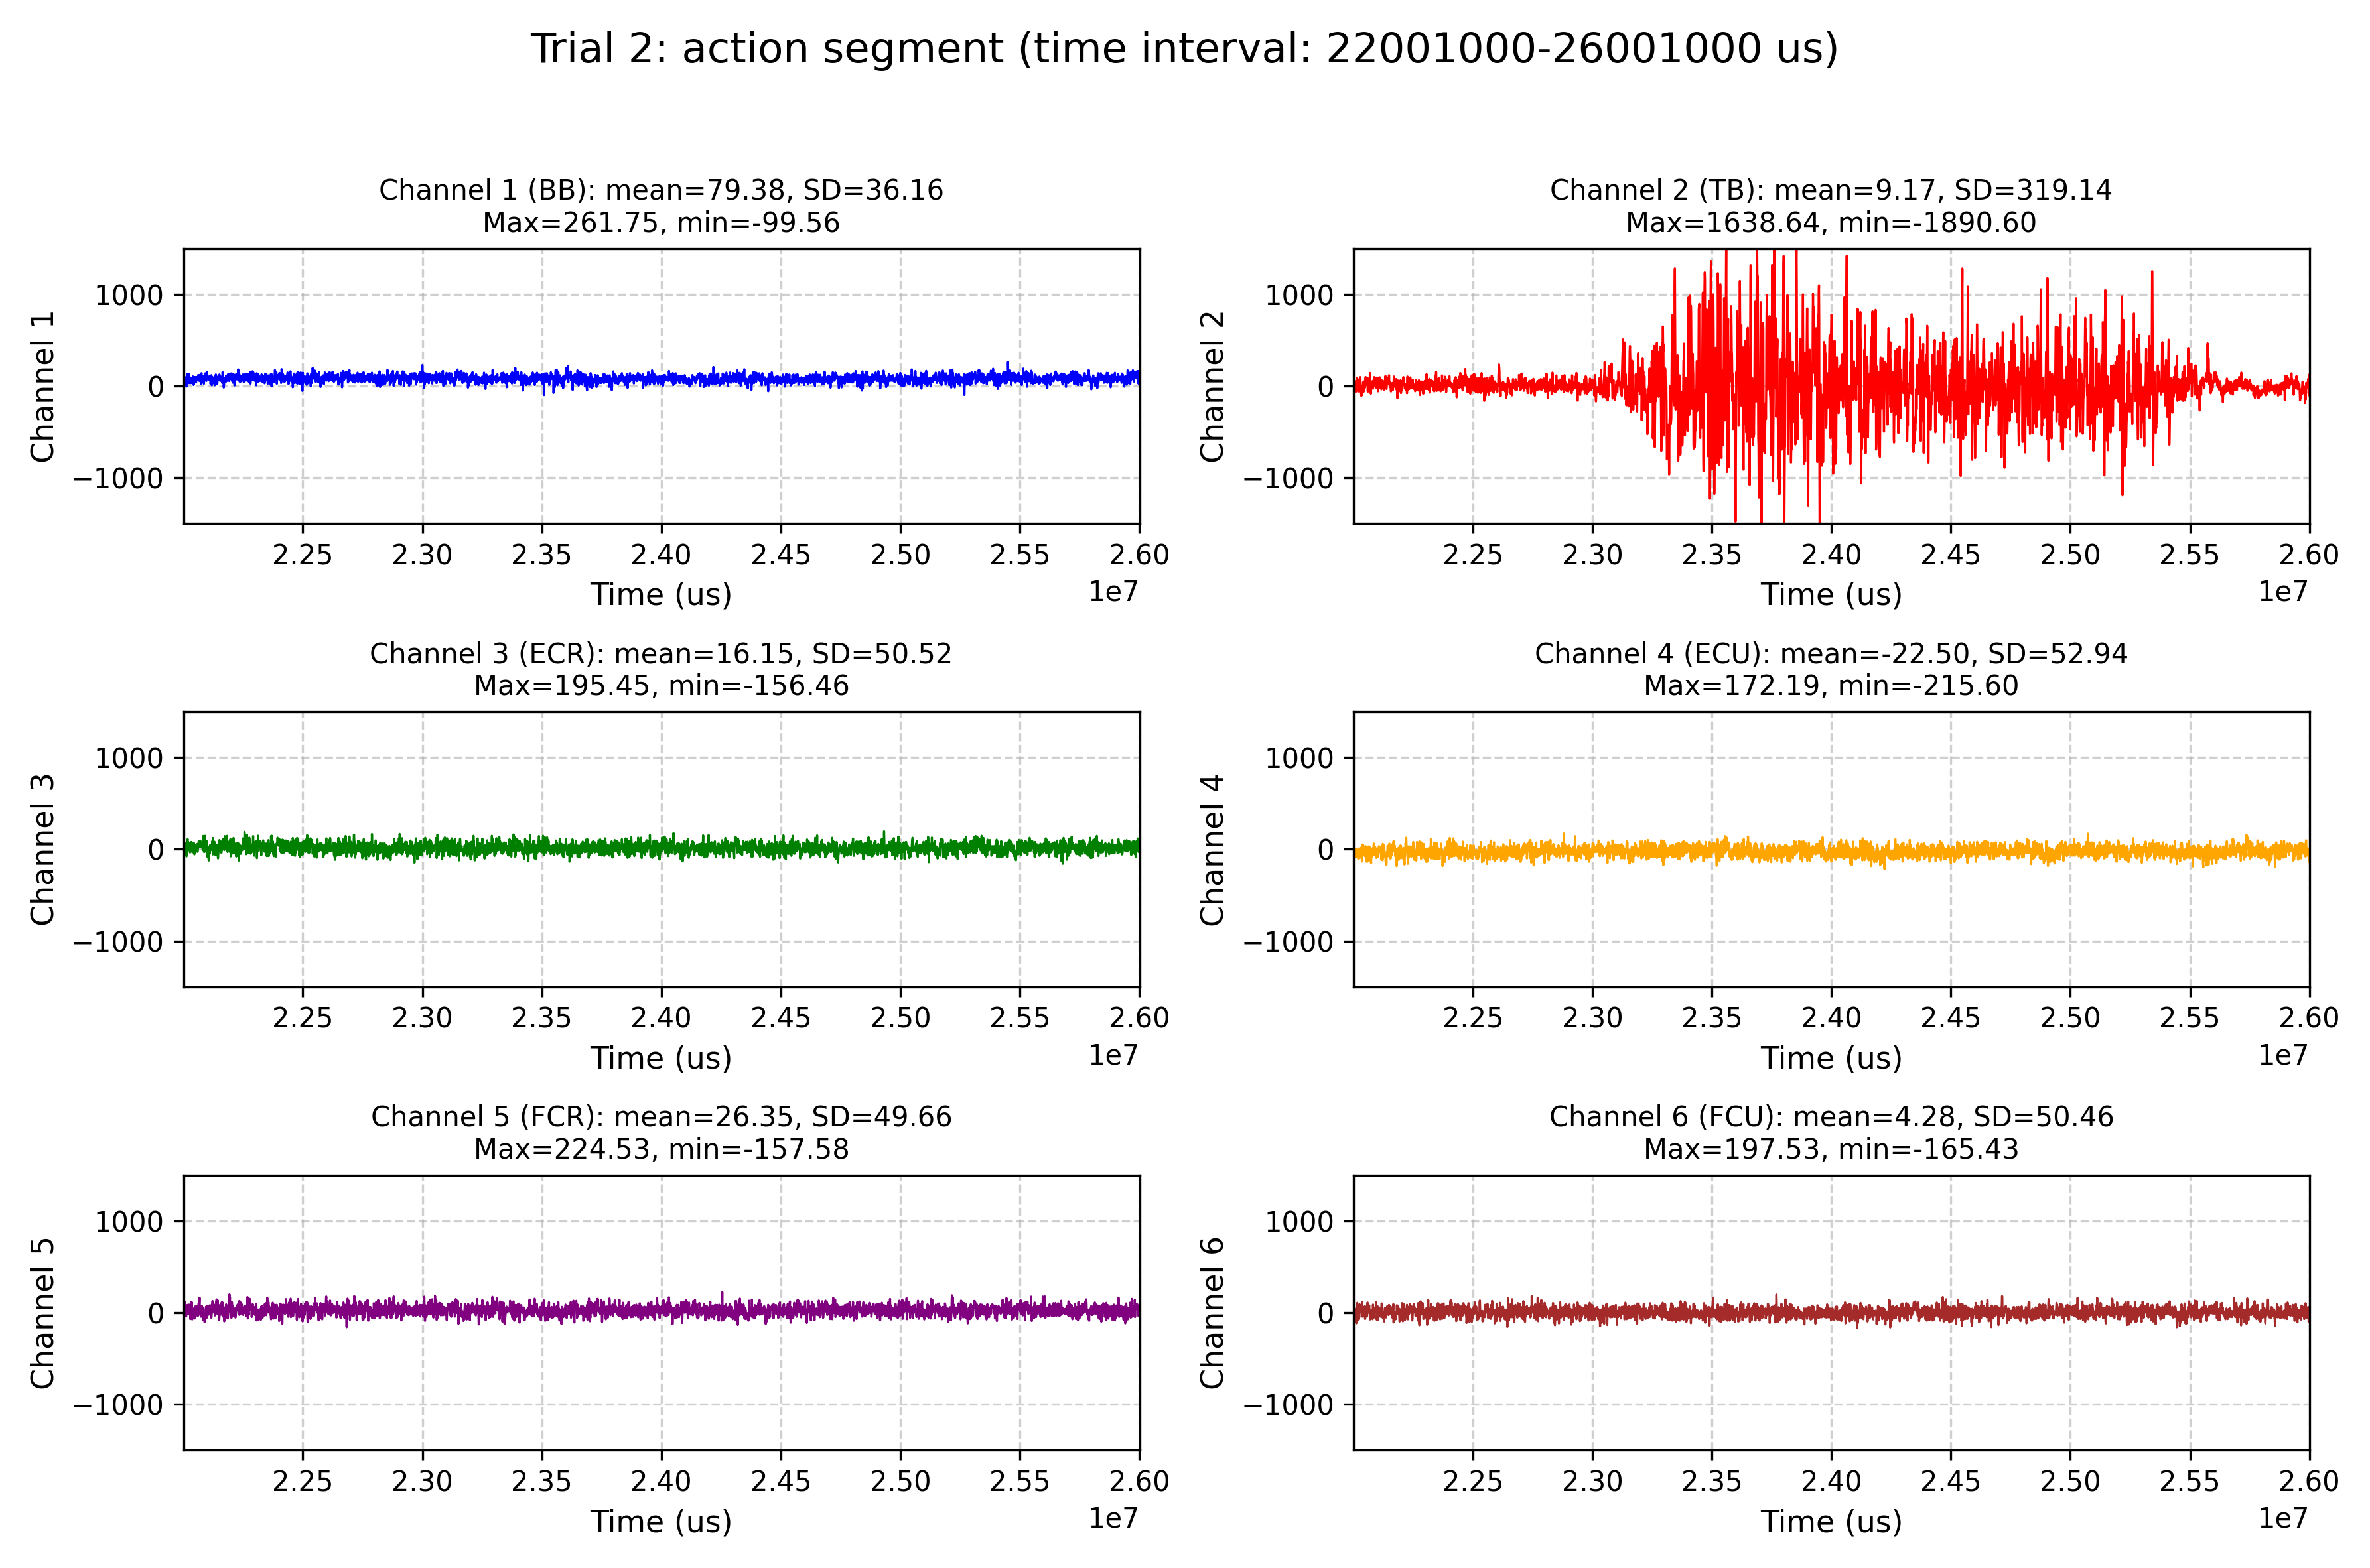 Trial 2: action segment (time interval: 22001000-26001000 us)
Channel 1 (BB): mean=79.38, SD=36.16
Max=261.75, min=-99.56
Channel 1
1000
0
−1000
2.25 2.30 2.35 2.40 2.45 2.50 2.55 2.60
Time (us)
1e7
Channel 2 (TB): mean=9.17, SD=319.14
Max=1638.64, min=-1890.60
Channel 2
1000
0
−1000
2.25 2.30 2.35 2.40 2.45 2.50 2.55 2.60
Time (us)
1e7
Channel 3 (ECR): mean=16.15, SD=50.52
Max=195.45, min=-156.46
Channel 3
1000
0
−1000
2.25 2.30 2.35 2.40 2.45 2.50 2.55 2.60
Time (us)
1e7
Channel 4 (ECU): mean=-22.50, SD=52.94
Max=172.19, min=-215.60
Channel 4
1000
0
−1000
2.25 2.30 2.35 2.40 2.45 2.50 2.55 2.60
Time (us)
1e7
Channel 5 (FCR): mean=26.35, SD=49.66
Max=224.53, min=-157.58
Channel 5
1000
0
−1000
2.25 2.30 2.35 2.40 2.45 2.50 2.55 2.60
Time (us)
1e7
Channel 6 (FCU): mean=4.28, SD=50.46
Max=197.53, min=-165.43
Channel 6
1000
0
−1000
2.25 2.30 2.35 2.40 2.45 2.50 2.55 2.60
Time (us)
1e7